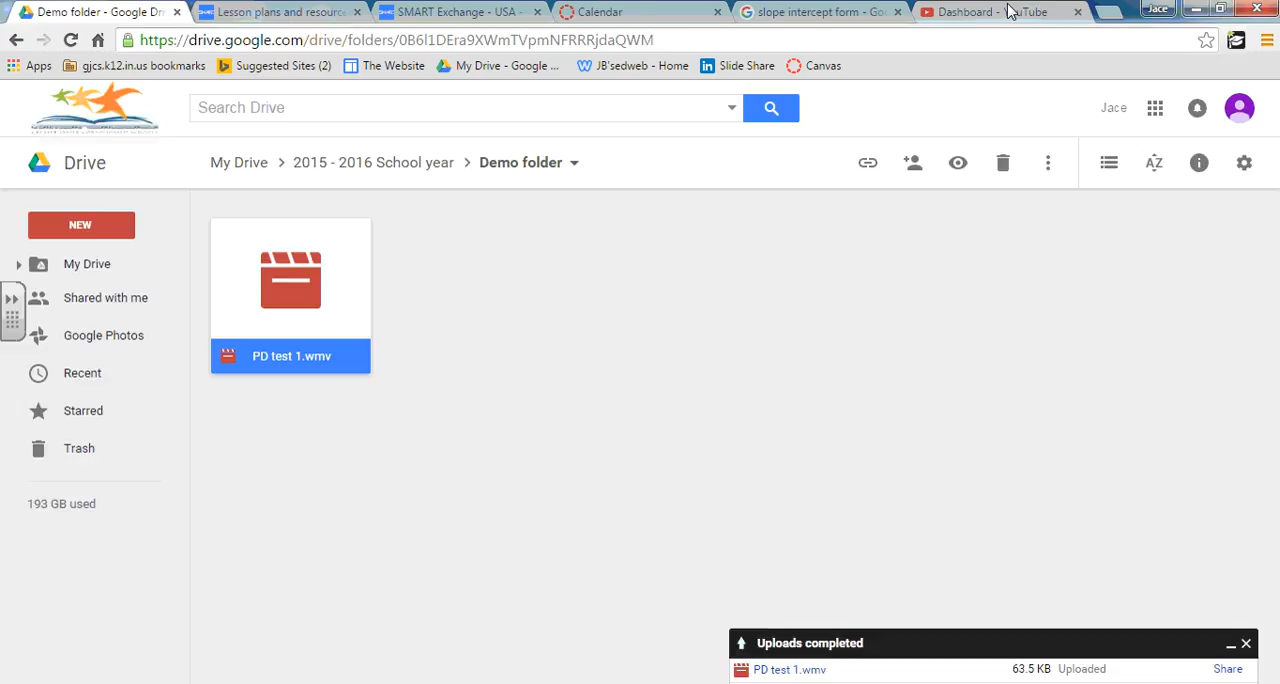 Demo folder - Google Dri
Lesson plans and resourc
SMART Exchange - USA -
Calendar
slope intercept form - Goo
Dashboard - YouTube
Jace
https://drive.google.com/drive/folders/0B6l1DEra9XWmTVpmNFRRRjdaQWM
Apps
gjcs.k12.in.us bookmarks
Suggested Sites (2)
The Website
My Drive - Google ...
JB'sedweb - Home
Slide Share
Canvas
Search Drive
Jace
Drive
My Drive > 2015 - 2016 School year > Demo folder
NEW
My Drive
Shared with me
Google Photos
Recent
Starred
Trash
193 GB used
PD test 1.wmv
Uploads completed
PD test 1.wmv 63.5 KB Uploaded Share